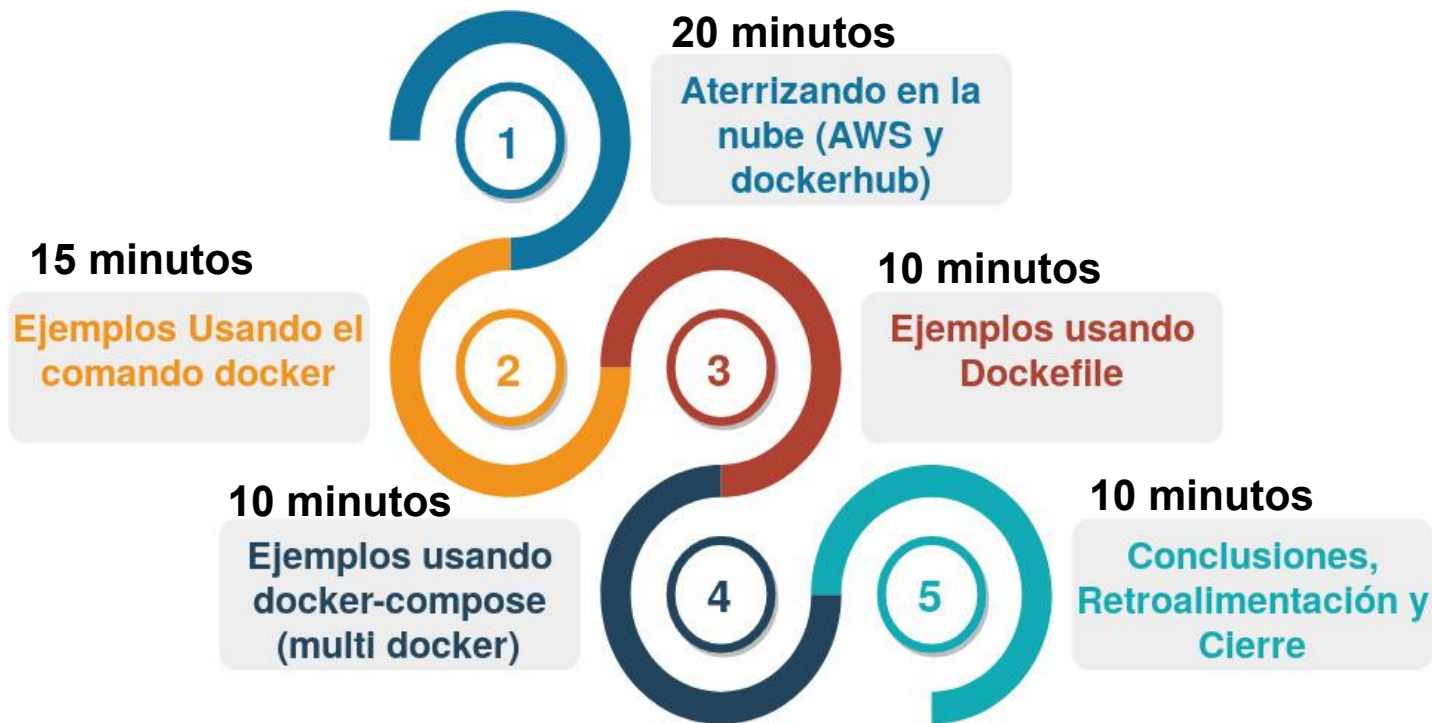 20 minutos
Aterrizando en la
nube (AWS y
dockerhub)
1
15 minutos
Ejemplos Usando el
comando docker
2
10 minutos
Ejemplos usando
Dockefile
3
10 minutos
Ejemplos usando
docker-compose
(multi docker)
4
10 minutos
Conclusiones,
Retroalimentación y
Cierre
5